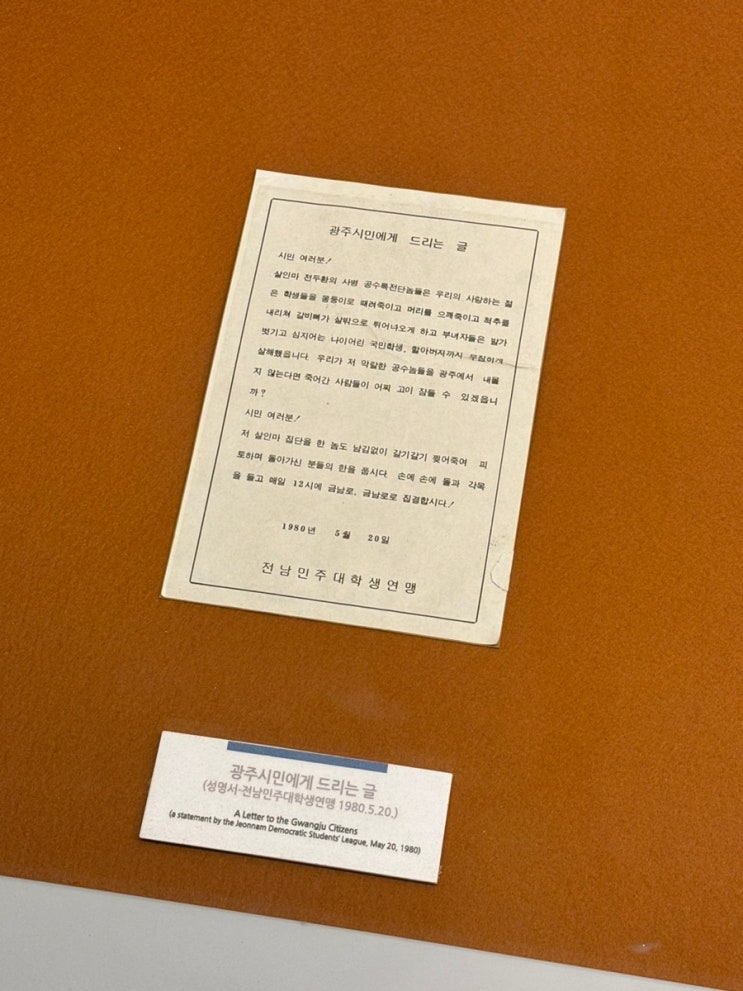 광주시민에게 드리는 글
시민 여러분!
살인마 전두환의 사병 공수특전단놈들은 우리의 사랑하는 젊
은 학생들을 몽둥이로 때려죽이고 머리를 으깨죽이고 척추를
내리쳐 갈비뼈가 살밖으로 튀어나오게 하고 부녀자들은 발가
벗기고 심지어는 나이어린 국민학생, 할아버지까지
살해했읍니다. 우리가 저 악랄한 공수놈들을 광주에서 내몰
지 않는다면 죽어간 사람들이 어찌 고이 잠들 수 있겠읍니
까?
시민 여러분!
저 살인마 집단을 한 놈도 남김없이 갈기갈기 찢어죽여 피
토하며 돌아가신 분들의 한을 풉시다. 손에 손에 돌과 각목
을 들고 매일 12시에 금남로, 금남로로 집결합시다!
1980년 5월 20일
전남민주대학생연맹
광주시민에게 드리는 글
(성명서-전남민주대학생연맹 1980.5.20.)
A Letter to the Gwangju Citizens
(a statement by the Jeonnam Democratic Students' League, May 20, 1980)